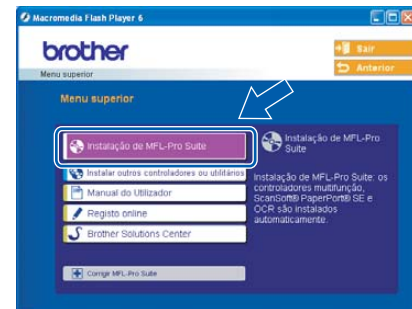 Macromedia Flash Player 6
brother
Sair
Anterior
Menu superior
Menu superior
Instalação de MFL-Pro Suite
Instalar outros controladores ou utilitários
Manual do Utilizador
Registo online
Brother Solutions Center
Corrigir MFL-Pro Suite
Instalação de MFL-Pro
Suite
Instalação de MFL-Pro Suite: os
controladores multifunção,
ScanSoft® PaperPort® SE e
OCR são instalados
automaticamente.